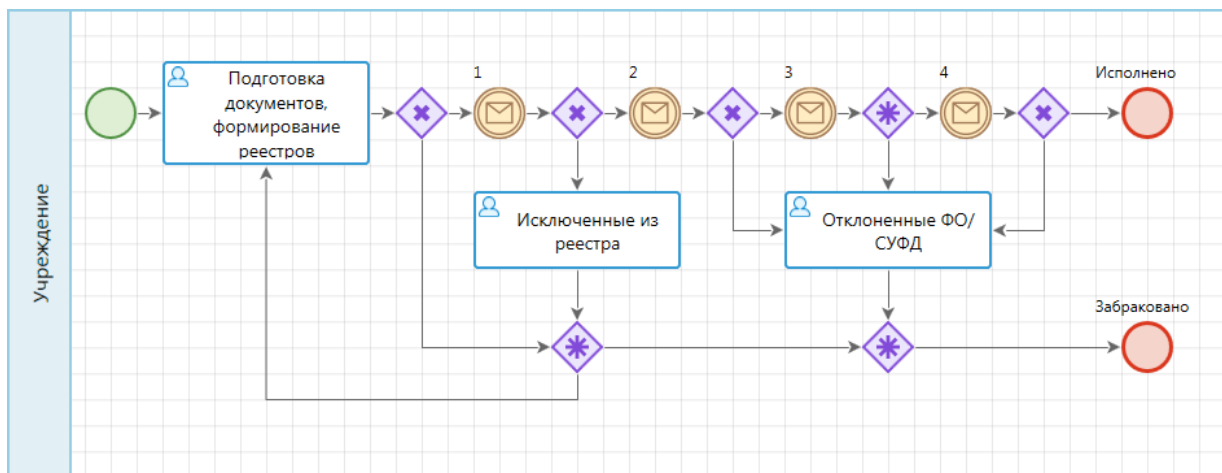 Учреждение
Подготовка
документов,
формирование
реестров
1
2
3
4
Исполнено
Исключенные из
реестра
Отклоненные ФО/
СУФД
Забраковано